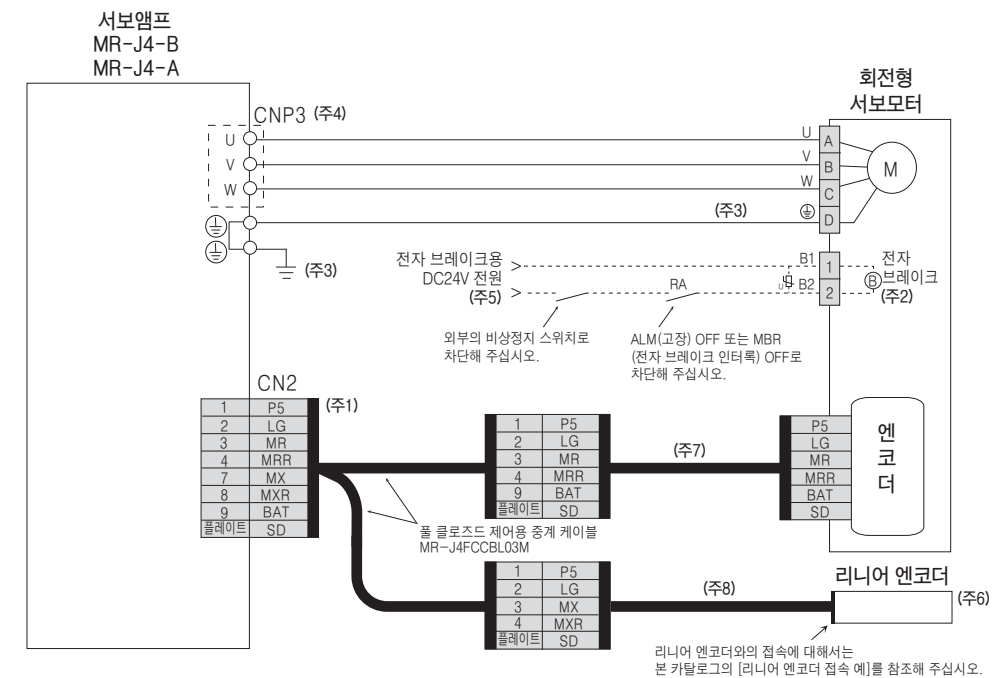 서보앰프
MR-J4-B
MR-J4-A
회전형
서보모터
CNP3 (주4)
U
V
W
U
V
W
A
B
C
D
M
(주3)
(주3)
전자 브레이크용
DC24V 전원
(주5)
RA
B1
B2
U
1
2
B
전자
브레이크
(주2)
외부의 비상정지 스위치로
차단해 주십시오.
ALM(고장) OFF 또는 MBR
(전자 브레이크 인터록) OFF로
차단해 주십시오.
CN2
(주1)
1 P5
2 LG
3 MR
4 MRR
7 MX
8 MXR
9 BAT
플레이트 SD
1 P5
2 LG
3 MR
4 MRR
9 BAT
플레이트 SD
(주7)
P5
LG
MR
MRR
BAT
SD
엔
코
더
풀 클로즈드 제어용 중계 케이블
MR-J4FCCBL03M
1 P5
2 LG
3 MX
4 MXR
플레이트 SD
(주8)
리니어 엔코더
(주6)
리니어 엔코더와의 접속에 대해서는
본 카탈로그의 [리니어 엔코더 접속 예]를 참조해 주십시오.